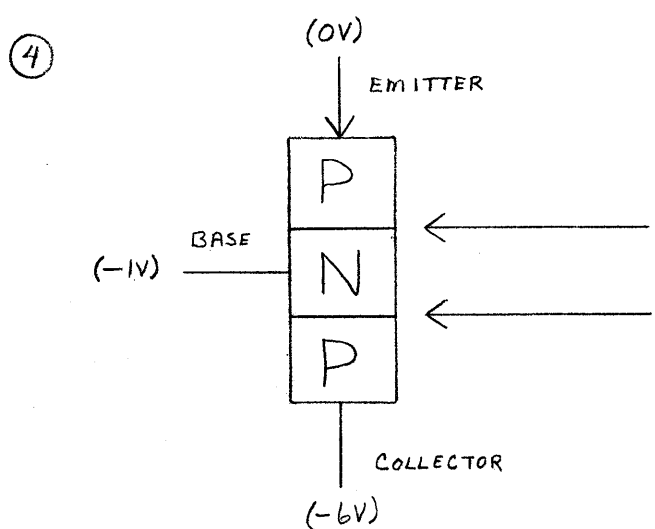 4
(0V)
EMITTER
P
BASE
(-1V)
N
P
COLLECTOR
(-6V)